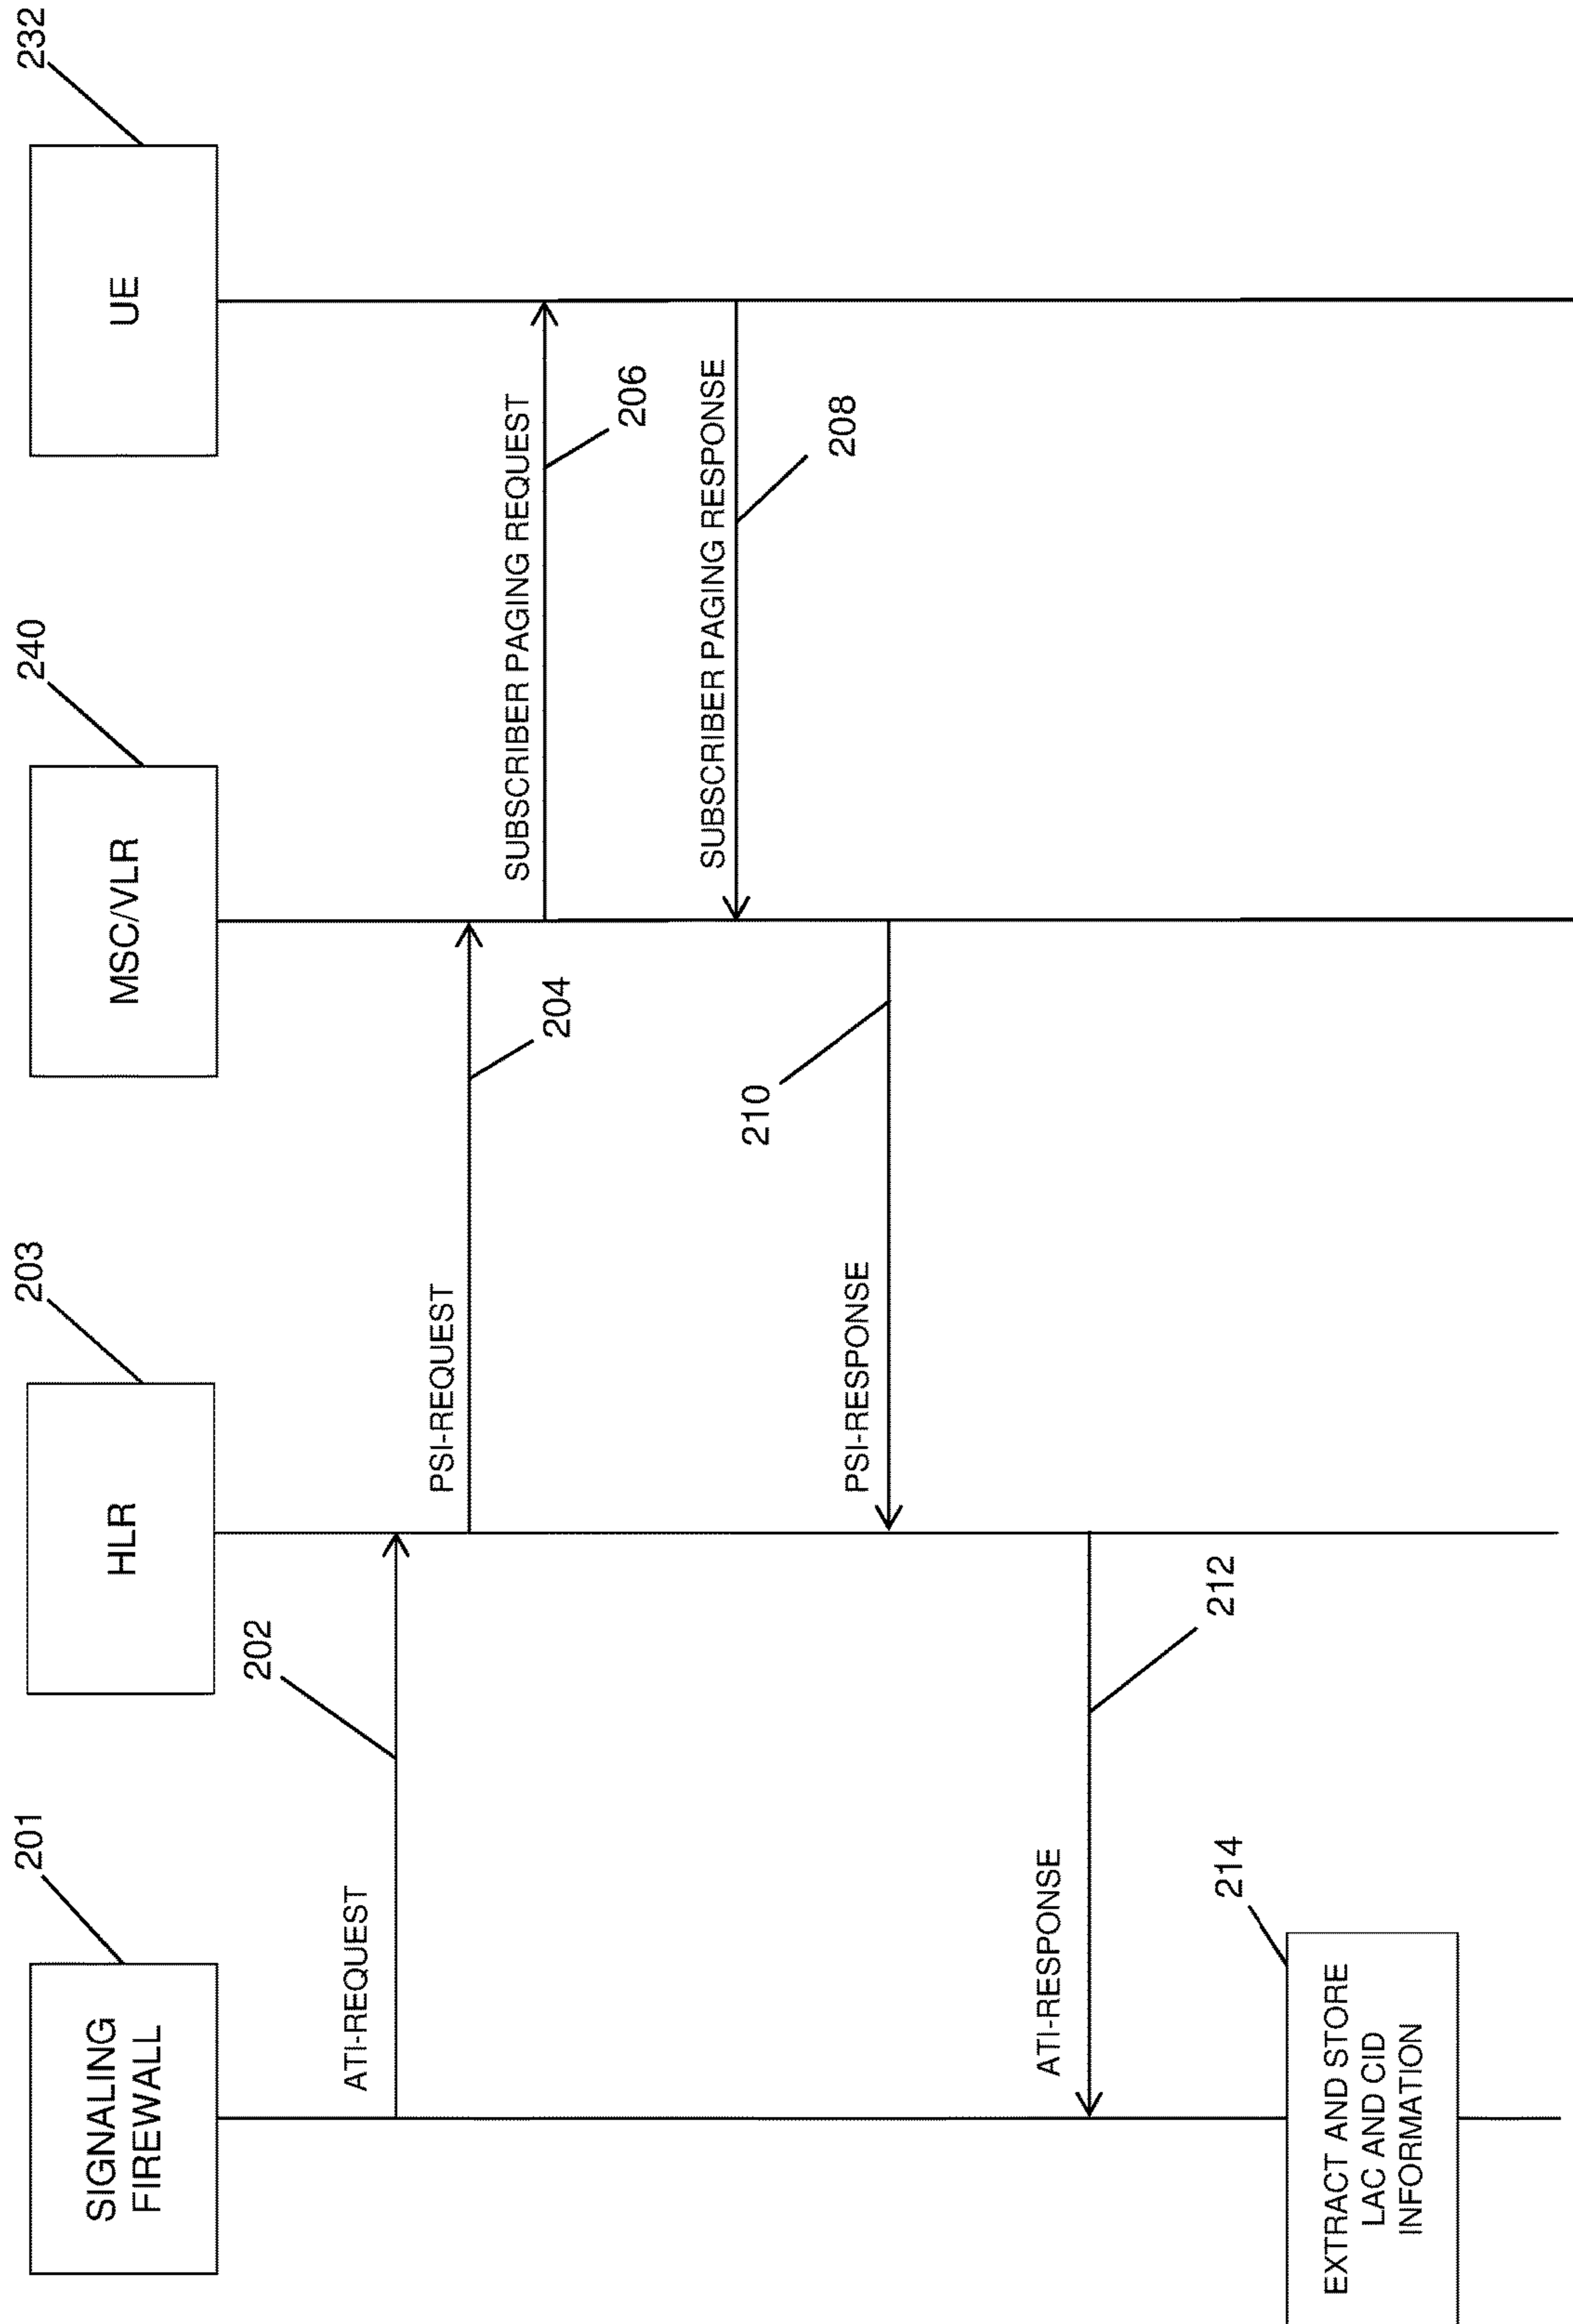 201
203
240
232
SIGNALING
FIREWALL
HLR
MSC/VLR
UE
202
ATI-REQUEST
PSI-REQUEST
204
SUBSCRIBER PAGING REQUEST
206
SUBSCRIBER PAGING RESPONSE
208
210
PSI-RESPONSE
ATI-RESPONSE
212
214
EXTRACT AND STORE
LAC AND CID
INFORMATION